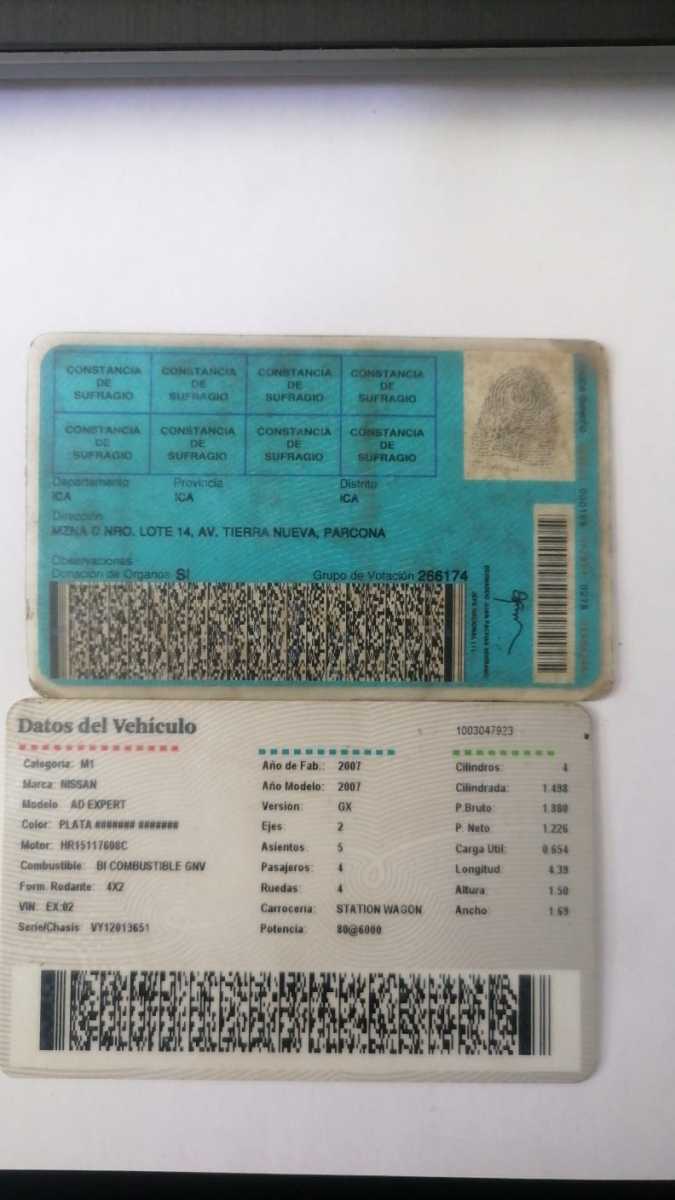 CONSTANCIA DE SUFRAGIO CONSTANCIA DE SUFRAGIO CONSTANCIA DE SUFRAGIO CONSTANCIA DE SUFRAGIO
CONSTANCIA DE SUFRAGIO CONSTANCIA DE SUFRAGIO CONSTANCIA DE SUFRAGIO CONSTANCIA DE SUFRAGIO
Departamento Provincia Distrito
ICA ICA ICA
Dirección
MZNA C NRO. LOTE 14, AV. TIERRA NUEVA, PARCONA
Observaciones
Donación de Organos SI Grupo de Votación 266174
JEFE NACIONAL
Datos del Vehículo 1003047923
Categoria: M1 Año de Fab.: 2007 Cilindros: 4
Marca: NISSAN Año Modelo: 2007 Cilindrada: 1.498
Modelo AD EXPERT Version: GX P.Bruto: 1.880
Color: PLATA ####### ####### Ejes 2 P. Neto 1.226
Motor: HR15117608C Asientos: 5 Carga Util: 0.654
Combustible: BI COMBUSTIBLE GNV Pasajeros: 4 Longitud 4.39
Form. Rodante: 4X2 Ruedas: 4 Altura: 1.50
VIN: EX:02 Carroceria: STATION WAGON Ancho: 1.69
Serie/Chasis: VY12013651 Potencia: 80@6000